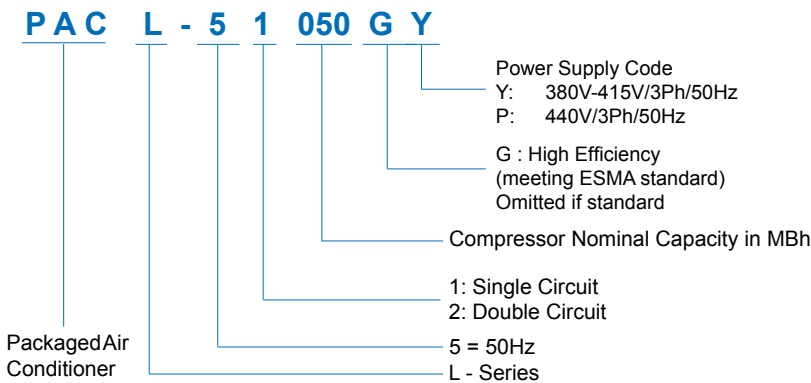 PAC L - 5 1 050 G Y
Power Supply Code
Y: 380V-415V/3Ph/50Hz
P: 440V/3Ph/50Hz
G : High Efficiency
(meeting ESMA standard)
Omitted if standard
Compressor Nominal Capacity in MBh
1: Single Circuit
2: Double Circuit
5 = 50Hz
L - Series
Packaged Air
Conditioner